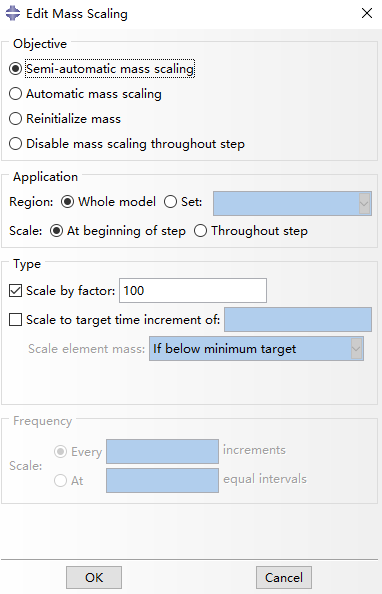 Edit Mass Scaling
Objective
Semi-automatic mass scaling
Automatic mass scaling
Reinitialize mass
Disable mass scaling throughout step
Application
Region: Whole model Set:
Scale: At beginning of step Throughout step
Type
Scale by factor: 100
Scale to target time increment of:
Scale element mass: If below minimum target
Frequency
Scale: Every increments
At equal intervals
OK Cancel